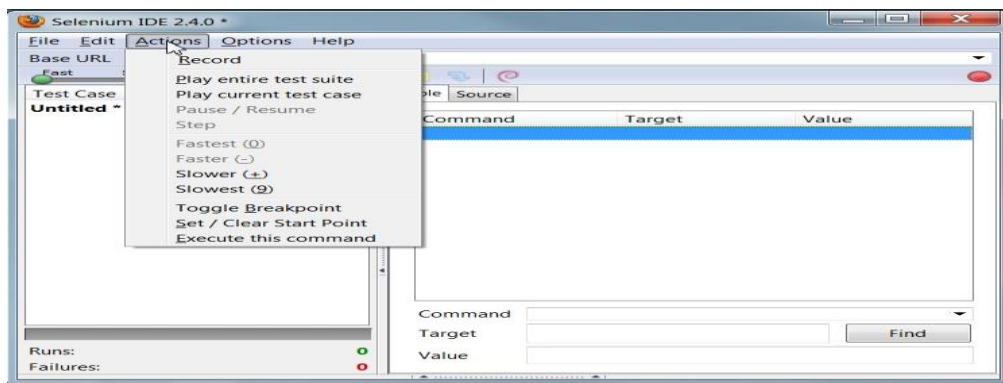 Selenium IDE 2.4.0 *
File Edit Actions Options Help
Base URL
Fast
Record
Play entire test suite
Play current test case
Pause / Resume
Step
Fastest (0)
Faster (-)
Slower (+)
Slowest (9)
Toggle Breakpoint
Set / Clear Start Point
Execute this command
Test Case
Untitled *
Source
Command Target Value
Command
Target Find
Value
Runs: 0
Failures: 0